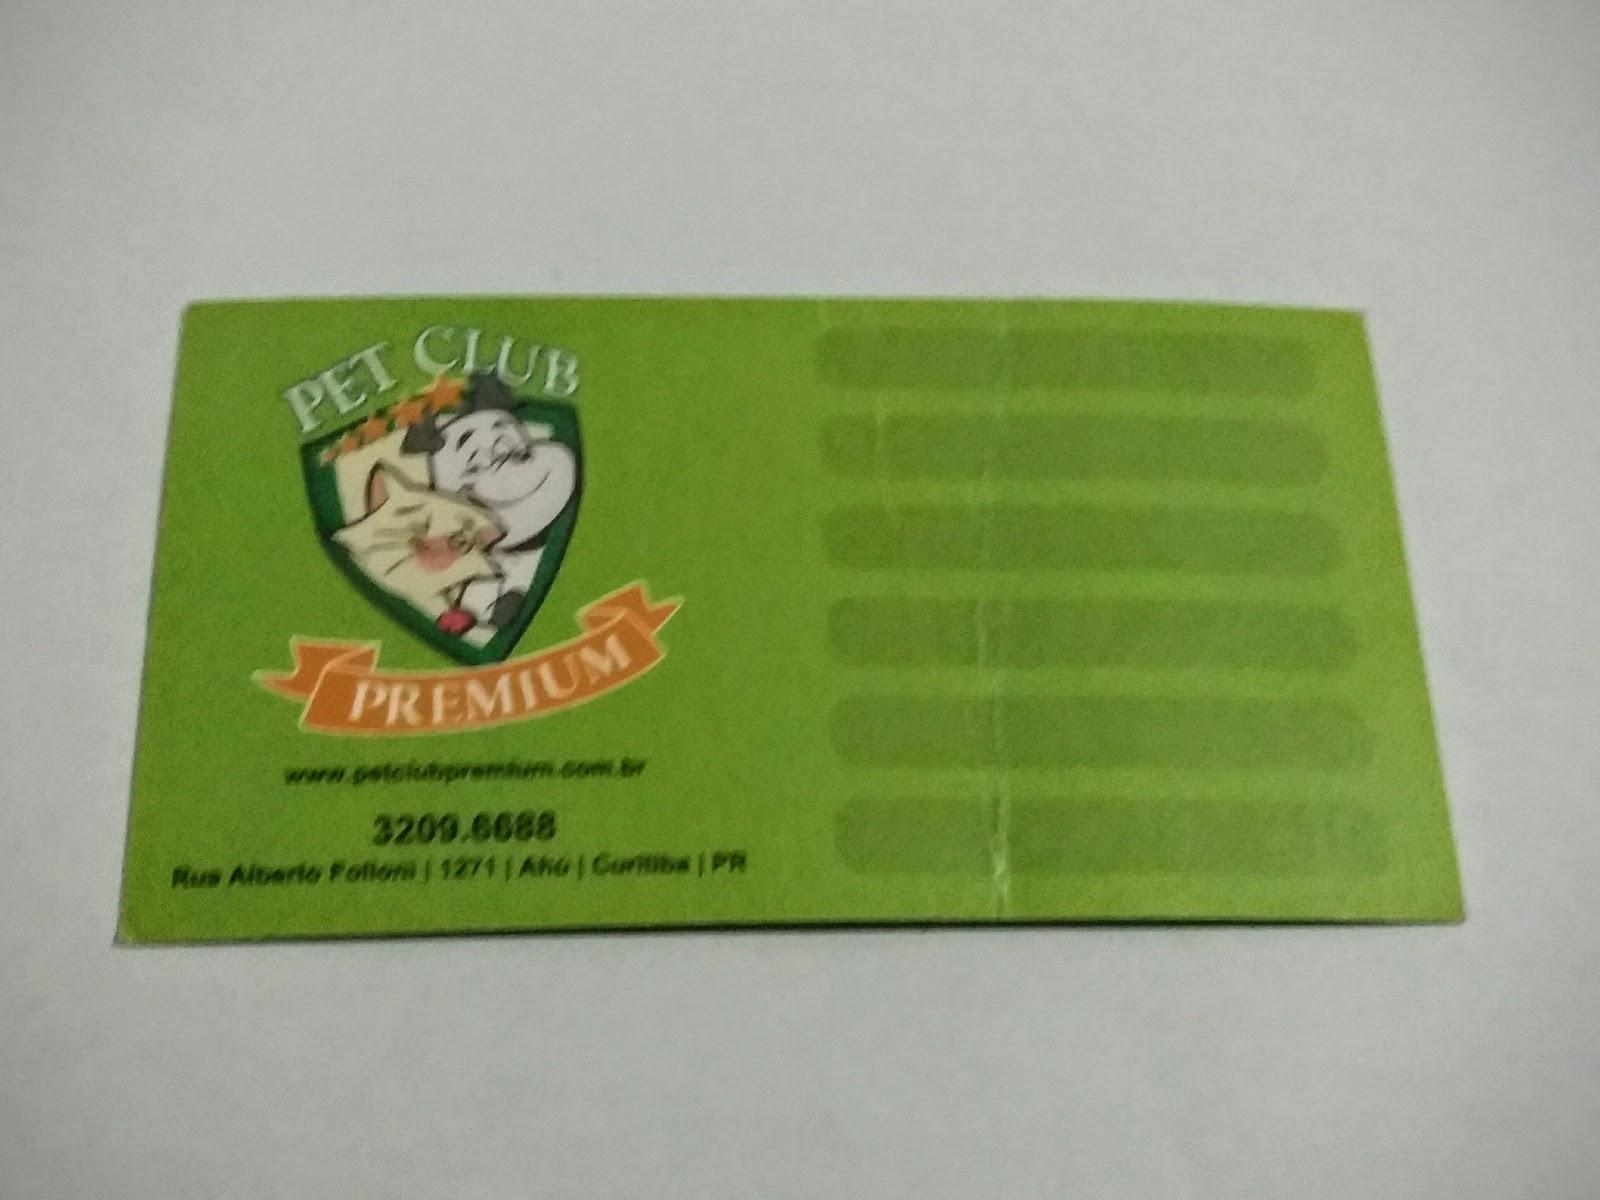 PET CLUB
PREMIUM
www.petclubpremium.com.br
3209.6688
Rua Alberto Folloni | 1271 | Ahú | Curitiba | PR